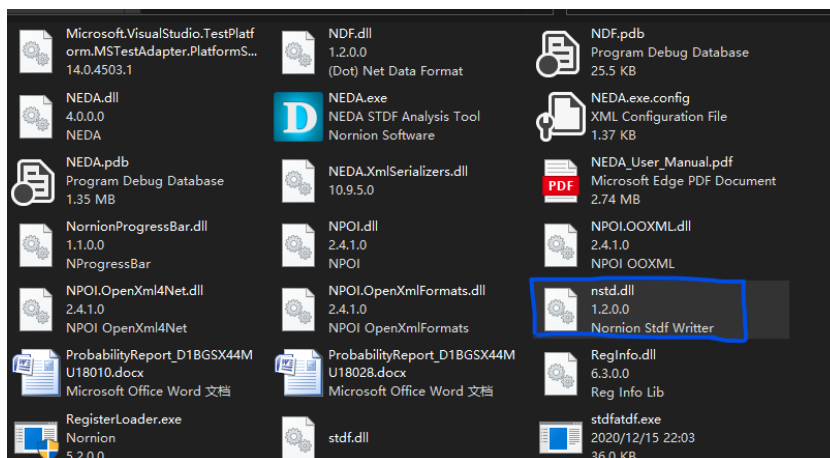 Microsoft.VisualStudio.TestPlatf
orm.MSTestAdapter.PlatformS...
14.0.4503.1
NDF.dll
1.2.0.0
(Dot) Net Data Format
NDF.pdb
Program Debug Database
25.5 KB
NEDA.dll
4.0.0.0
NEDA
D
NEDA.exe
NEDA STDF Analysis Tool
Nornion Software
NEDA.exe.config
XML Configuration File
1.37 KB
NEDA.pdb
Program Debug Database
1.35 MB
NEDA.XmlSerializers.dll
10.9.5.0
PDF
NEDA_User_Manual.pdf
Microsoft Edge PDF Document
2.74 MB
NornionProgressBar.dll
1.1.0.0
NProgressBar
NPOI.dll
2.4.1.0
NPOI
NPOI.OOXML.dll
2.4.1.0
NPOI OOXML
NPOI.OpenXml4Net.dll
2.4.1.0
NPOI OpenXml4Net
NPOI.OpenXmlFormats.dll
2.4.1.0
NPOI OpenXmlFormats
nstd.dll
1.2.0.0
Nornion Stdf Writter
ProbabilityReport_D1BGSX44M
U18010.docx
Microsoft Office Word 文档
ProbabilityReport_D1BGSX44M
U18028.docx
Microsoft Office Word 文档
RegInfo.dll
6.3.0.0
Reg Info Lib
RegisterLoader.exe
Nornion
5.2.0.0
stdf.dll
stdfatdf.exe
2020/12/15 22:03
36.0 KB